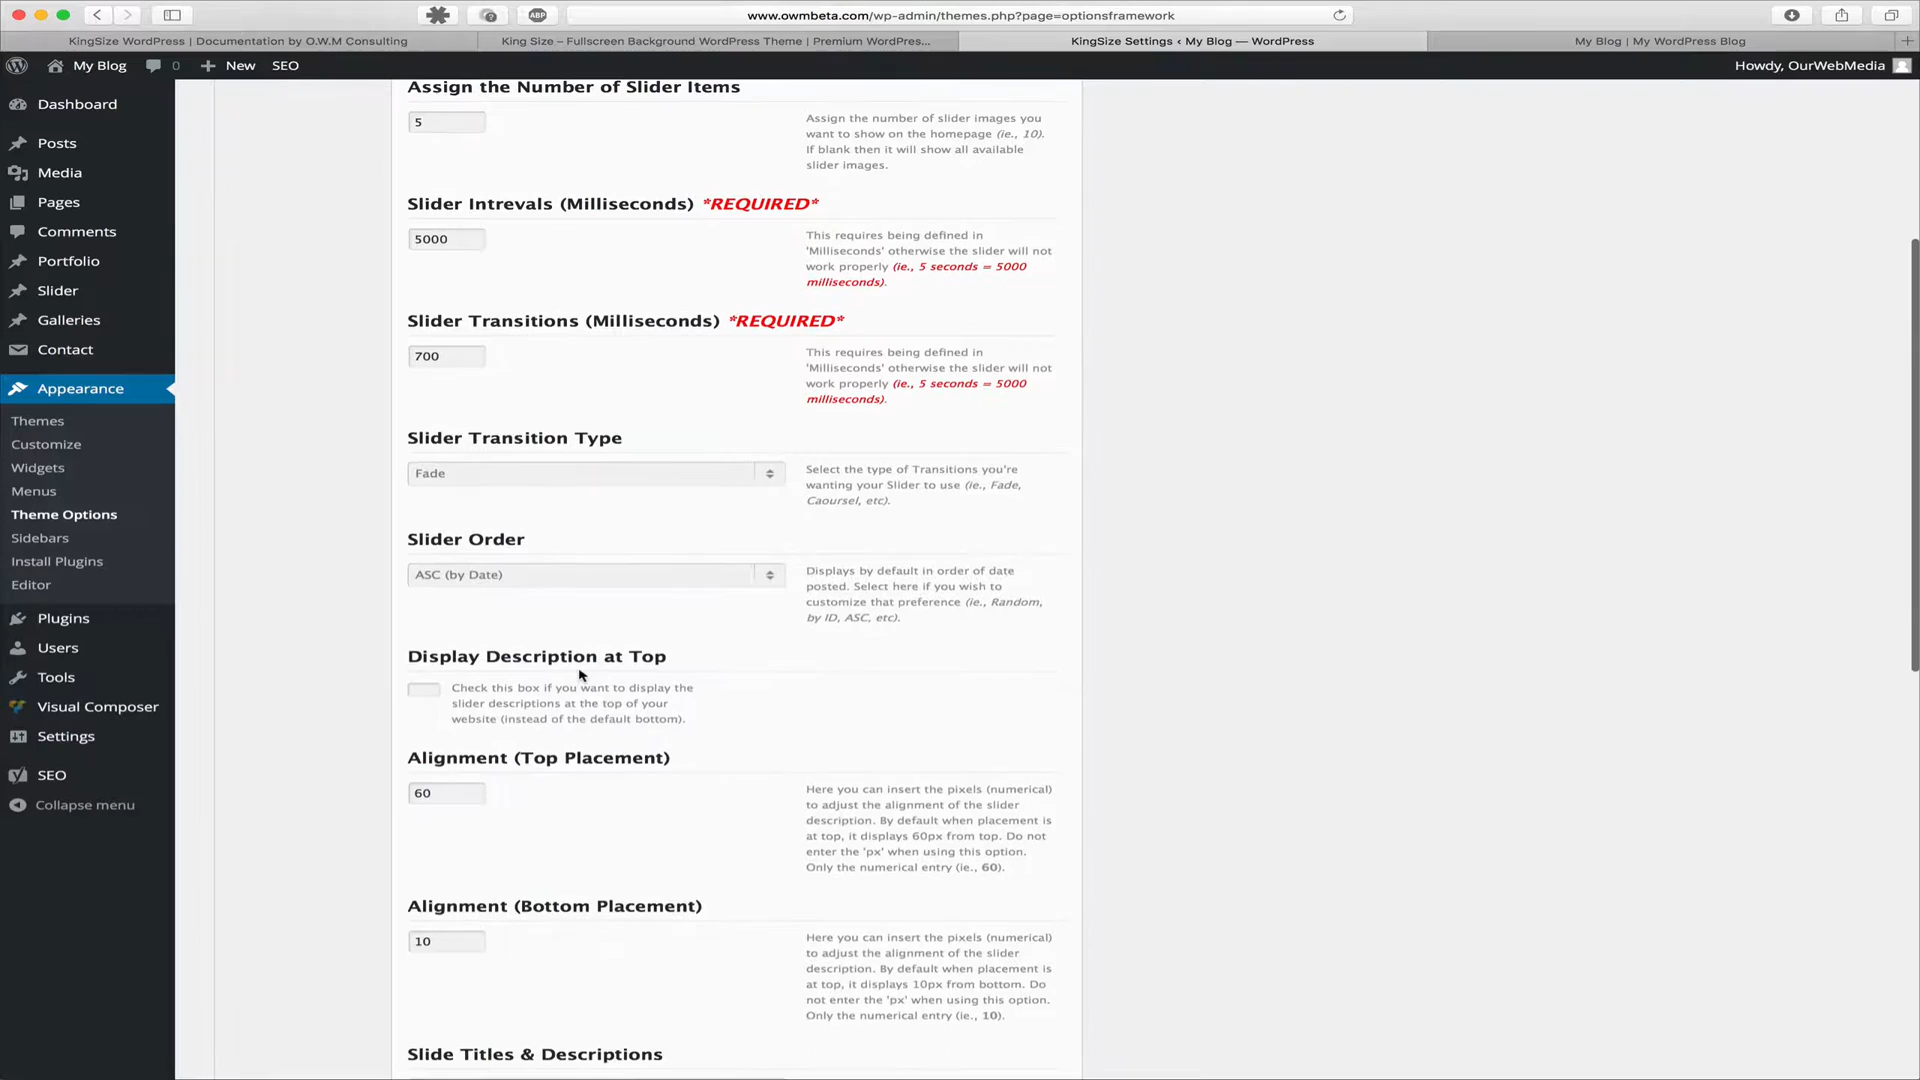 www.owmbeta.com/wp-admin/themes.php?page=optionsframework
ABP
KingSize WordPress | Documentation by O.W.M Consulting
King Size – Fullscreen Background WordPress Theme | Premium WordPres...
KingSize Settings ‹ My Blog — WordPress
My Blog | My WordPress Blog
My Blog
0
New
SEO
Howdy, OurWebMedia
Dashboard
Posts
Media
Pages
Comments
Portfolio
Slider
Galleries
Contact
Appearance
Themes
Customize
Widgets
Menus
Theme Options
Sidebars
Install Plugins
Editor
Plugins
Users
Tools
Visual Composer
Settings
SEO
Collapse menu
Assign the Number of Slider Items
5
Assign the number of slider images you
want to show on the homepage (ie., 10).
If blank then it will show all available
slider images.
Slider Intrevals (Milliseconds) *REQUIRED*
5000
This requires being defined in
'Milliseconds' otherwise the slider will not
work properly (ie., 5 seconds = 5000
milliseconds).
Slider Transitions (Milliseconds) *REQUIRED*
700
This requires being defined in
'Milliseconds' otherwise the slider will not
work properly (ie., 5 seconds = 5000
milliseconds).
Slider Transition Type
Fade
Select the type of Transitions you're
wanting your Slider to use (ie., Fade,
Caoursel, etc).
Slider Order
ASC (by Date)
Displays by default in order of date
posted. Select here if you wish to
customize that preference (ie., Random,
by ID, ASC, etc).
Display Description at Top
Check this box if you want to display the
slider descriptions at the top of your
website (instead of the default bottom).
Alignment (Top Placement)
60
Here you can insert the pixels (numerical)
to adjust the alignment of the slider
description. By default when placement is
at top, it displays 60px from top. Do not
enter the 'px' when using this option.
Only the numerical entry (ie., 60).
Alignment (Bottom Placement)
10
Here you can insert the pixels (numerical)
to adjust the alignment of the slider
description. By default when placement is
at top, it displays 10px from bottom. Do
not enter the 'px' when using this option.
Only the numerical entry (ie., 10).
Slide Titles & Descriptions